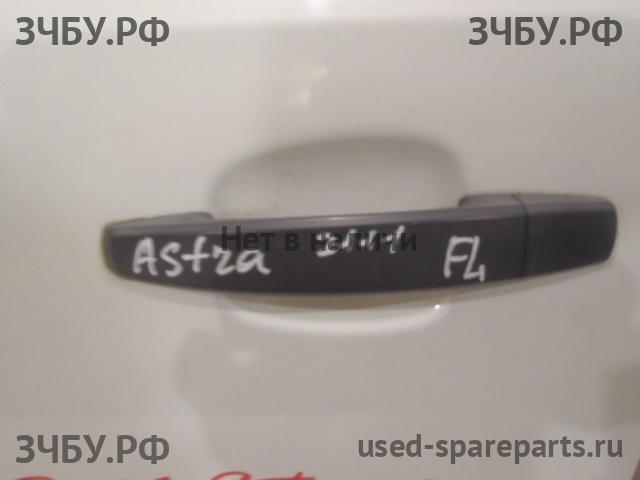 ЗЧБУ.РФ ЗЧБУ.РФ
Нет в наличии
Astra FL
ЗЧБУ.РФ used-spareparts.ru